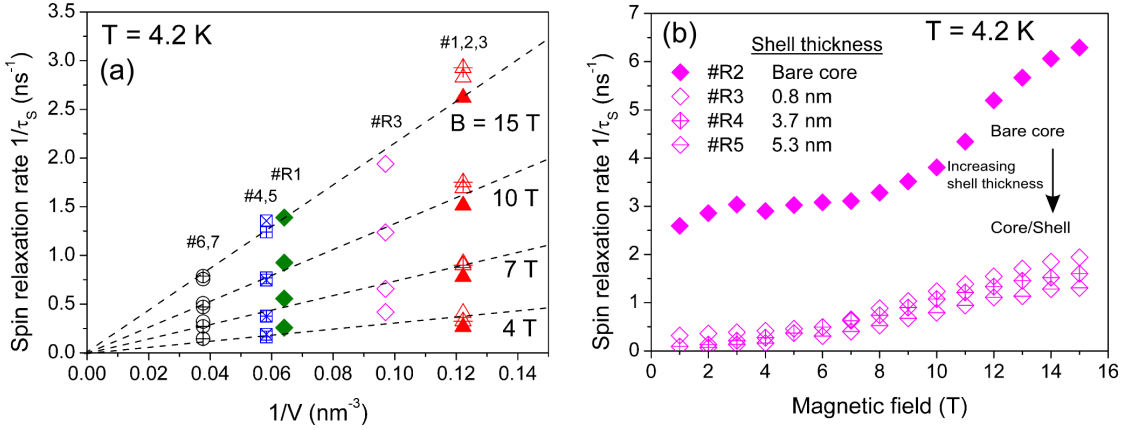 T = 4.2 K
(a)
#1,2,3
#R3
B = 15 T
#R1
#4,5
10 T
#6,7
7 T
4 T
3.5
3.0
2.5
2.0
1.5
1.0
0.5
0.0
Spin relaxation rate 1/τS (ns-1)
0.00 0.02 0.04 0.06 0.08 0.10 0.12 0.14
1/V (nm-3)
(b)
T = 4.2 K
Shell thickness
#R2 Bare core
#R3 0.8 nm
#R4 3.7 nm
#R5 5.3 nm
Bare core
Increasing
shell thickness
Core/Shell
7
6
5
4
3
2
1
0
Spin relaxation rate 1/τS (ns-1)
0 2 4 6 8 10 12 14 16
Magnetic field (T)